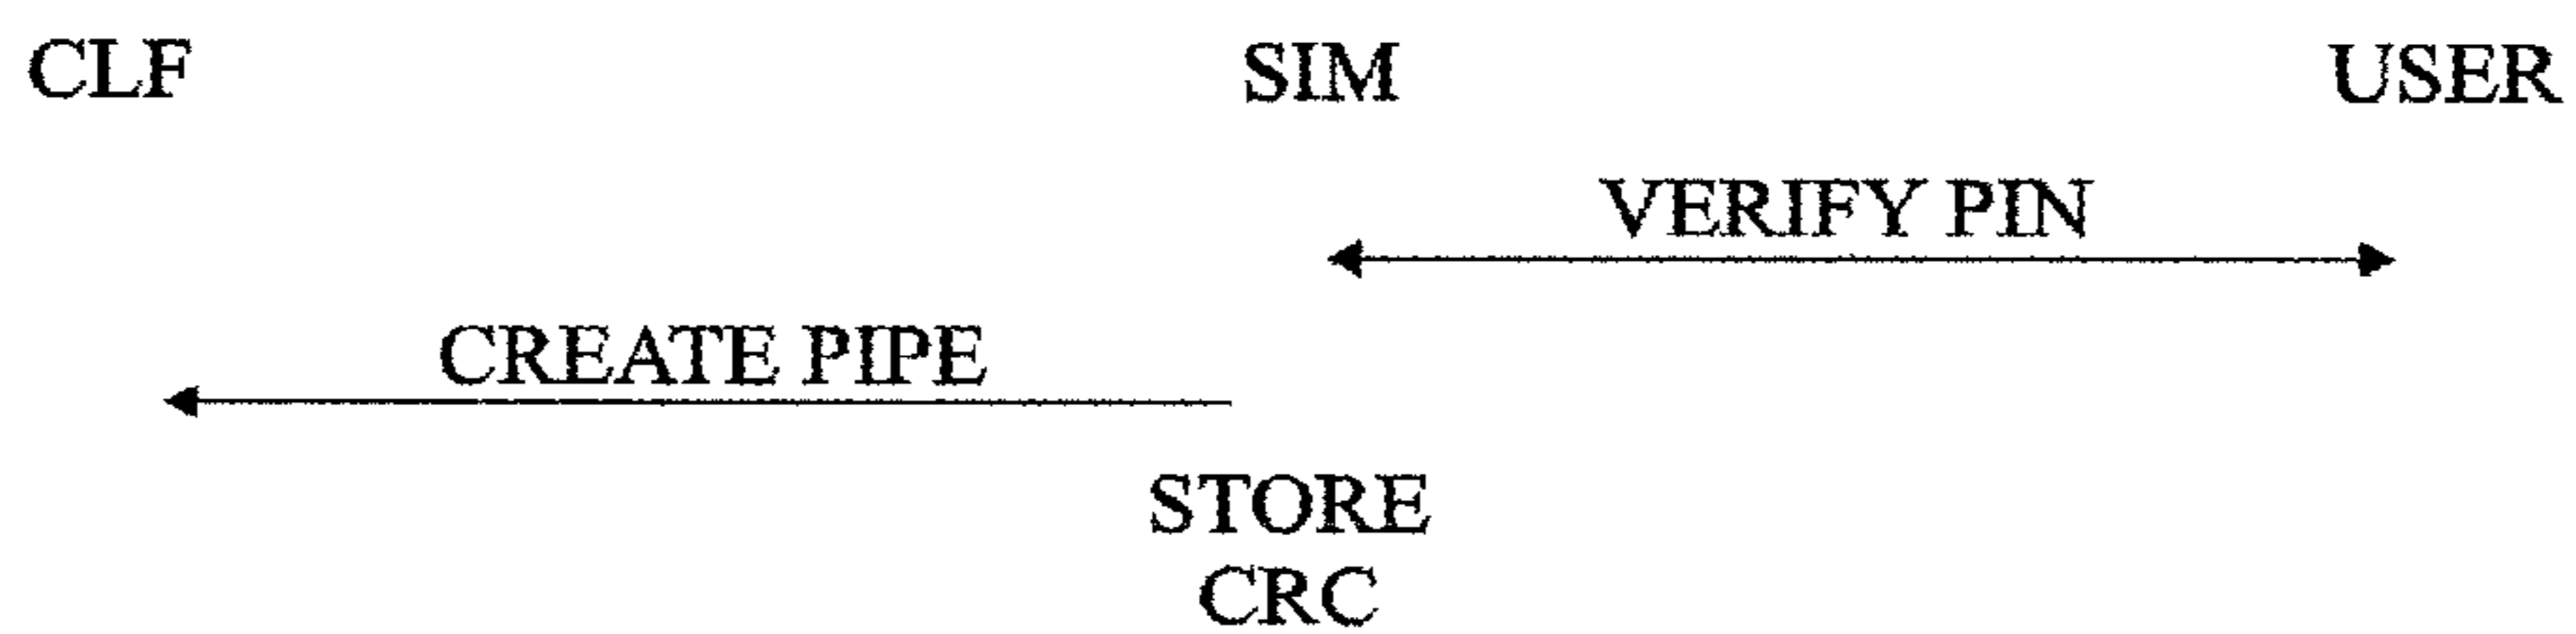 CLF SIM USER
VERIFY PIN
CREATE PIPE
STORE
CRC